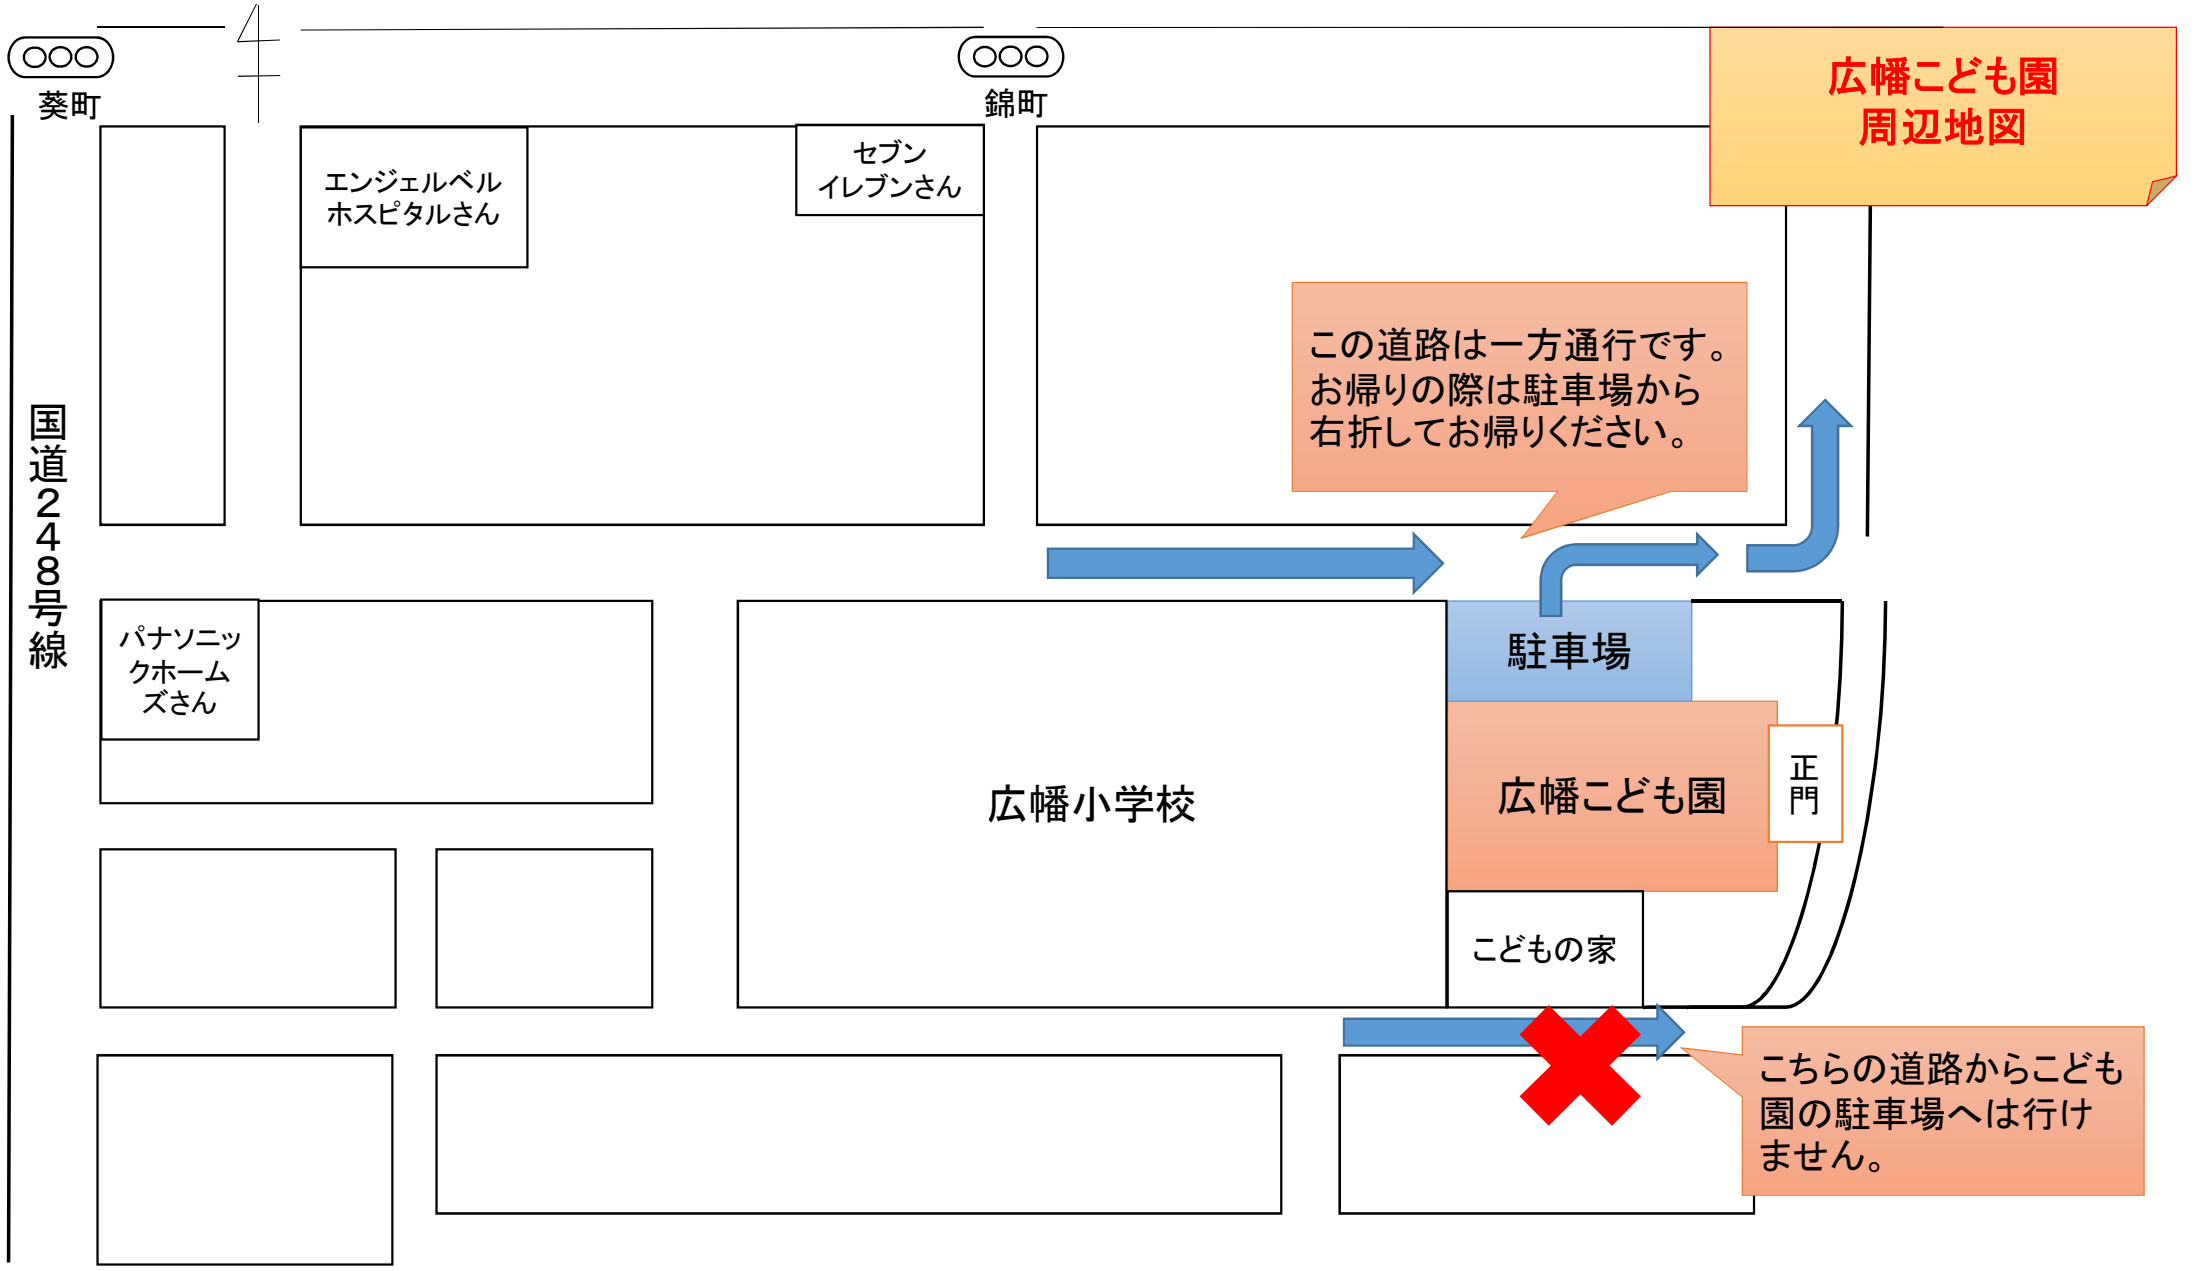 広幡こども園
周辺地図
葵町
錦町
エンジェルベル
ホスピタルさん
セブン
イレブンさん
この道路は一方通行です。
お帰りの際は駐車場から
右折してお帰りください。
国道２４８号線
パナソニッ
クホーム
ズさん
駐車場
広幡小学校
広幡こども園
正門
こどもの家
こちらの道路からこども
園の駐車場へは行け
ません。